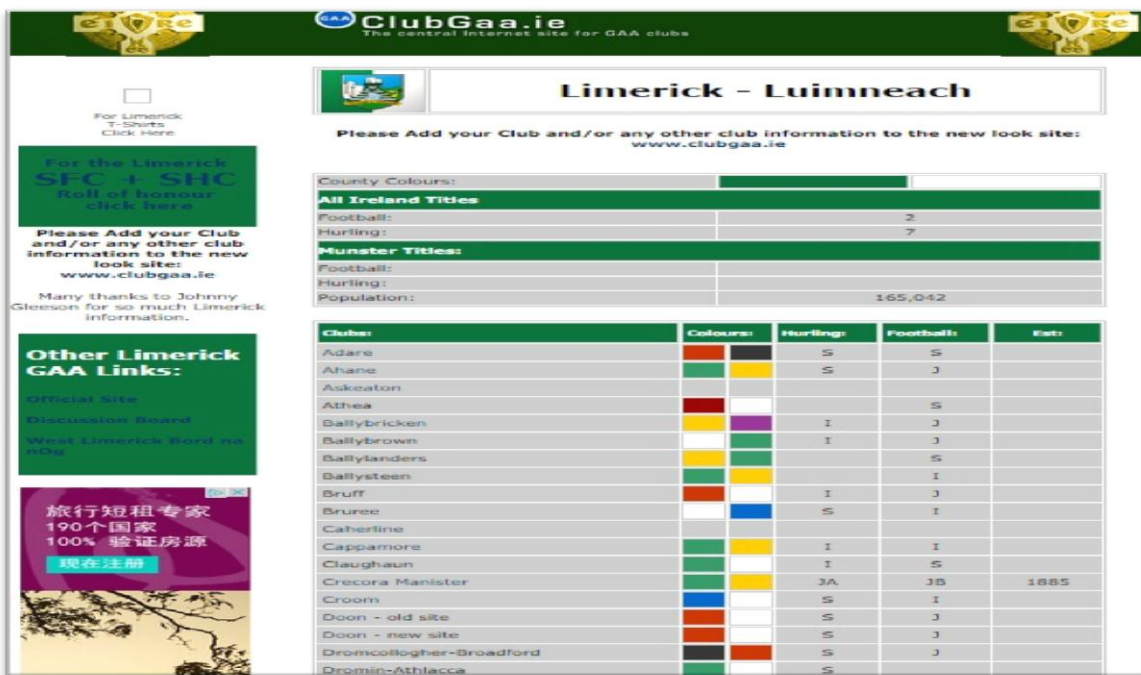 EIRE
GAA
ClubGaa.ie
The central Internet site for GAA clubs
EIRE
For Limerick
T-Shirts
Click Here
For the Limerick
SFC + SHC
Roll of honour
click here
Please Add your Club
and/or any other club
information to the new
look site:
www.clubgaa.ie
Many thanks to Johnny
Gleeson for so much Limerick
information.
Other Limerick
GAA Links:
Official Site
Discussion Board
West Limerick Bord na
nOg
旅行短租专家
190个国家
100% 验证房源
现在注册
Limerick - Luimneach
Please Add your Club and/or any other club information to the new look site:
www.clubgaa.ie
County Colours:
All Ireland Titles
Football: 2
Hurling: 7
Munster Titles:
Football:
Hurling:
Population: 165,042
Clubs: Colours: Hurling: Football: Est:
Adare S S
Ahane S J
Askeaton
Athea S
Ballybricken I J
Ballybrown I J
Ballylanders S
Ballysteen I
Bruff I J
Bruree S I
Caherline
Cappamore I I
Claughaun I S
Crecora Manister JA JB 1885
Croom S I
Doon - old site S J
Doon - new site S J
Dromcollogher-Broadford S J
Dromin-Athlacca S